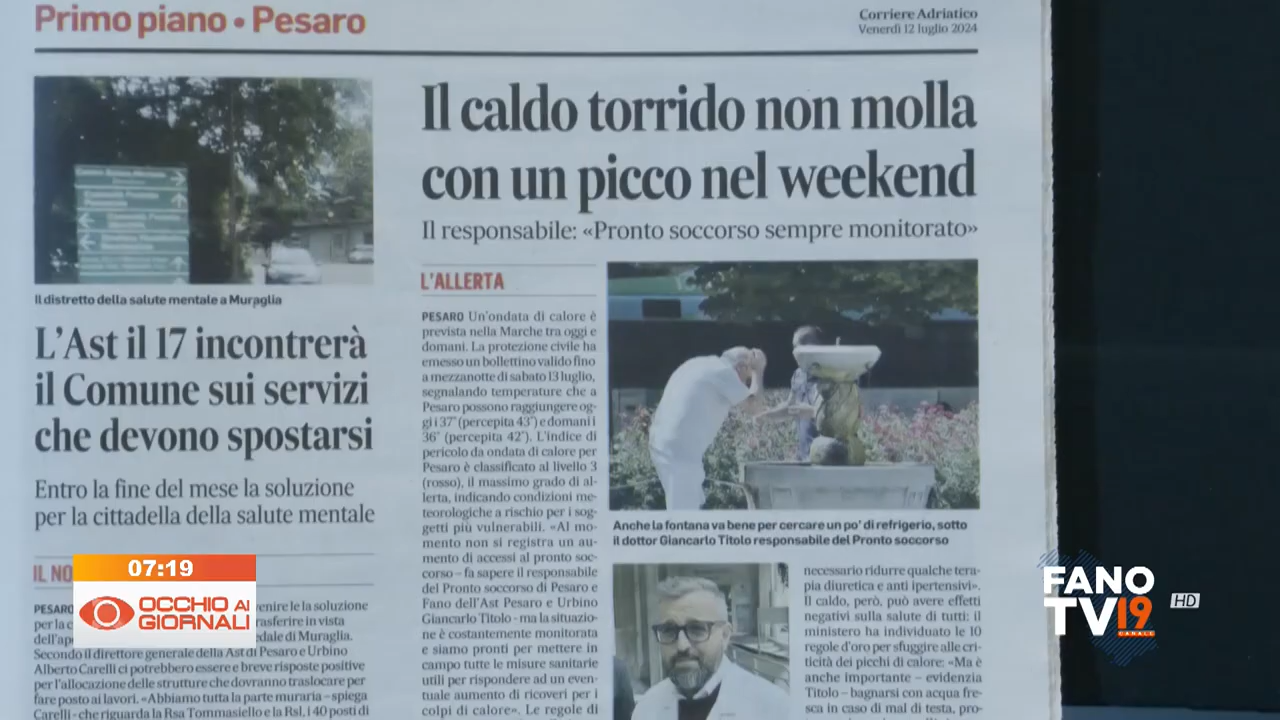 Primo piano • Pesaro
Corriere Adriatico
Venerdì 12 luglio 2024
Il distretto della salute mentale a Muraglia
L'Ast il 17 incontrerà
il Comune sui servizi
che devono spostarsi
Entro la fine del mese la soluzione
per la cittadella della salute mentale
IL NO
PESARO
venire le la soluzione
per la
trasferire in vista
dell'ap
edale di Muraglia.
Secondo il direttore generale della Ast di Pesaro e Urbino
Alberto Carelli ci potrebbero essere e breve risposte positive
per l'allocazione delle strutture che dovranno traslocare per
fare posto ai lavori. «Abbiamo tutta la parte muraria – spiega
Carelli - che riguarda la Rsa Tommasiello e la Rsl, i 40 posti di
Il caldo torrido non molla
con un picco nel weekend
Il responsabile: «Pronto soccorso sempre monitorato»
L'ALLERTA
PESARO Un'ondata di calore è
prevista nella Marche tra oggi e
domani. La protezione civile ha
emesso un bollettino valido fino
a mezzanotte di sabato 13 luglio,
segnalando temperature che a
Pesaro possono raggiungere og-
gi i 37° (percepita 43°) e domani i
36° (percepita 42°). L'indice di
pericolo da ondata di calore per
Pesaro è classificato al livello 3
(rosso), il massimo grado di al-
lerta, indicando condizioni me-
teorologiche a rischio per i sog-
getti più vulnerabili. «Al mo-
mento non si registra un au-
mento di accessi al pronto soc-
corso – fa sapere il responsabile
del Pronto soccorso di Pesaro e
Fano dell'Ast Pesaro e Urbino
Giancarlo Titolo - ma la situazio-
ne è costantemente monitorata
e siamo pronti per mettere in
campo tutte le misure sanitarie
utili per rispondere ad un even-
tuale aumento di ricoveri per i
colpi di calore». Le regole di
Anche la fontana va bene per cercare un po' di refrigerio, sotto
il dottor Giancarlo Titolo responsabile del Pronto soccorso
necessario ridurre qualche tera-
pia diuretica e anti ipertensivi».
Il caldo, però, può avere effetti
negativi sulla salute di tutti: il
ministero ha individuato le 10
regole d'oro per sfuggire alle cri-
ticità dei picchi di calore: «Ma è
anche importante – evidenzia
Titolo – bagnarsi con acqua fre-
sca in caso di mal di testa, pro-
07:19
OCCHIO AI
GIORNALI
FANO
TV19
CANALE
HD